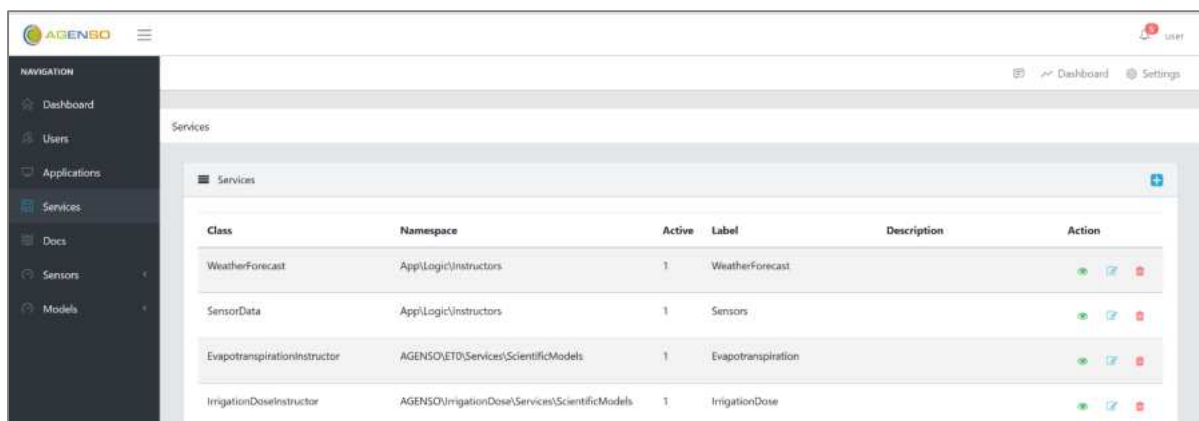 AGENSO
5 user
NAVIGATION
Dashboard Settings
Dashboard
Users
Applications
Services
Docs
Sensors
Models
Services
Services
Class Namespace Active Label Description Action
WeatherForecast App\Logic\Instructors 1 WeatherForecast
SensorData App\Logic\Instructors 1 Sensors
EvapotranspirationInstructor AGENSO\ET0\Services\ScientificModels 1 Evapotranspiration
IrrigationDoseInstructor AGENSO\IrrigationDose\Services\ScientificModels 1 IrrigationDose